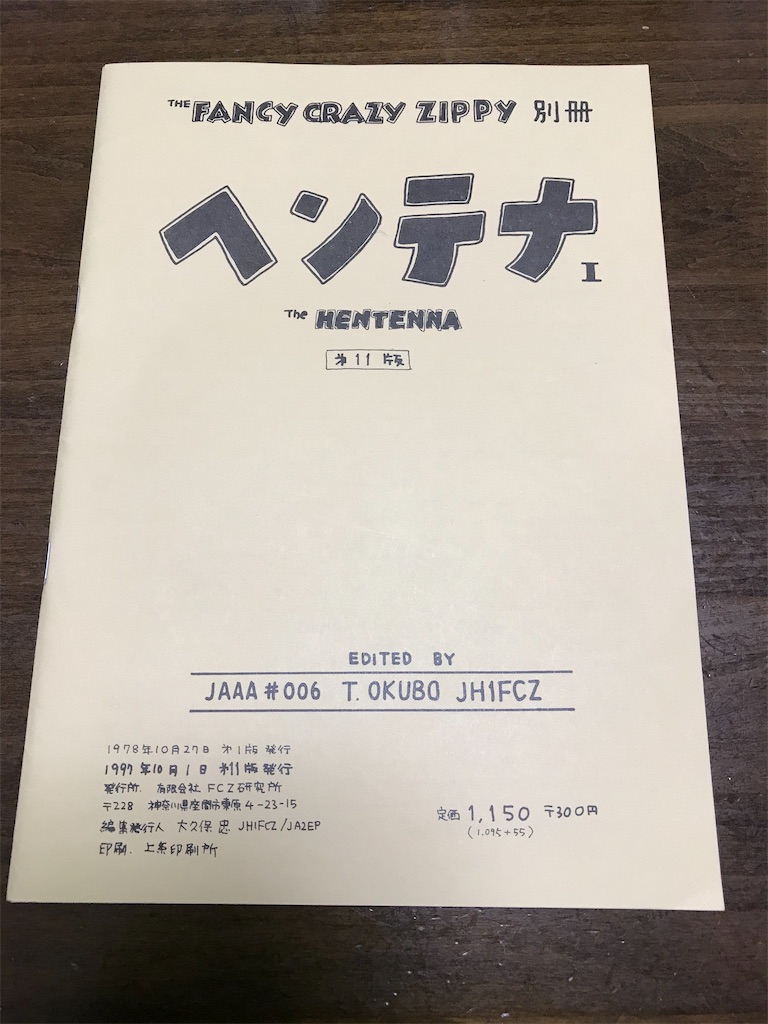 THE FANCY CRAZY ZIPPY 別冊
ヘンテナ I
The HENTENNA
第11版
EDITED BY
JAAA#006 T. OKUBO JH1FCZ
1978年10月27日 第1版 発行
1997年10月1日 第11版 発行
発行所. 有限会社 FCZ研究所
〒228 神奈川県座間市東原4-23-15
編集発行人 大久保 忠 JH1FCZ/JA2EP
印刷. 上条印刷所
定価 1,150 〒300円
(1.095+55)